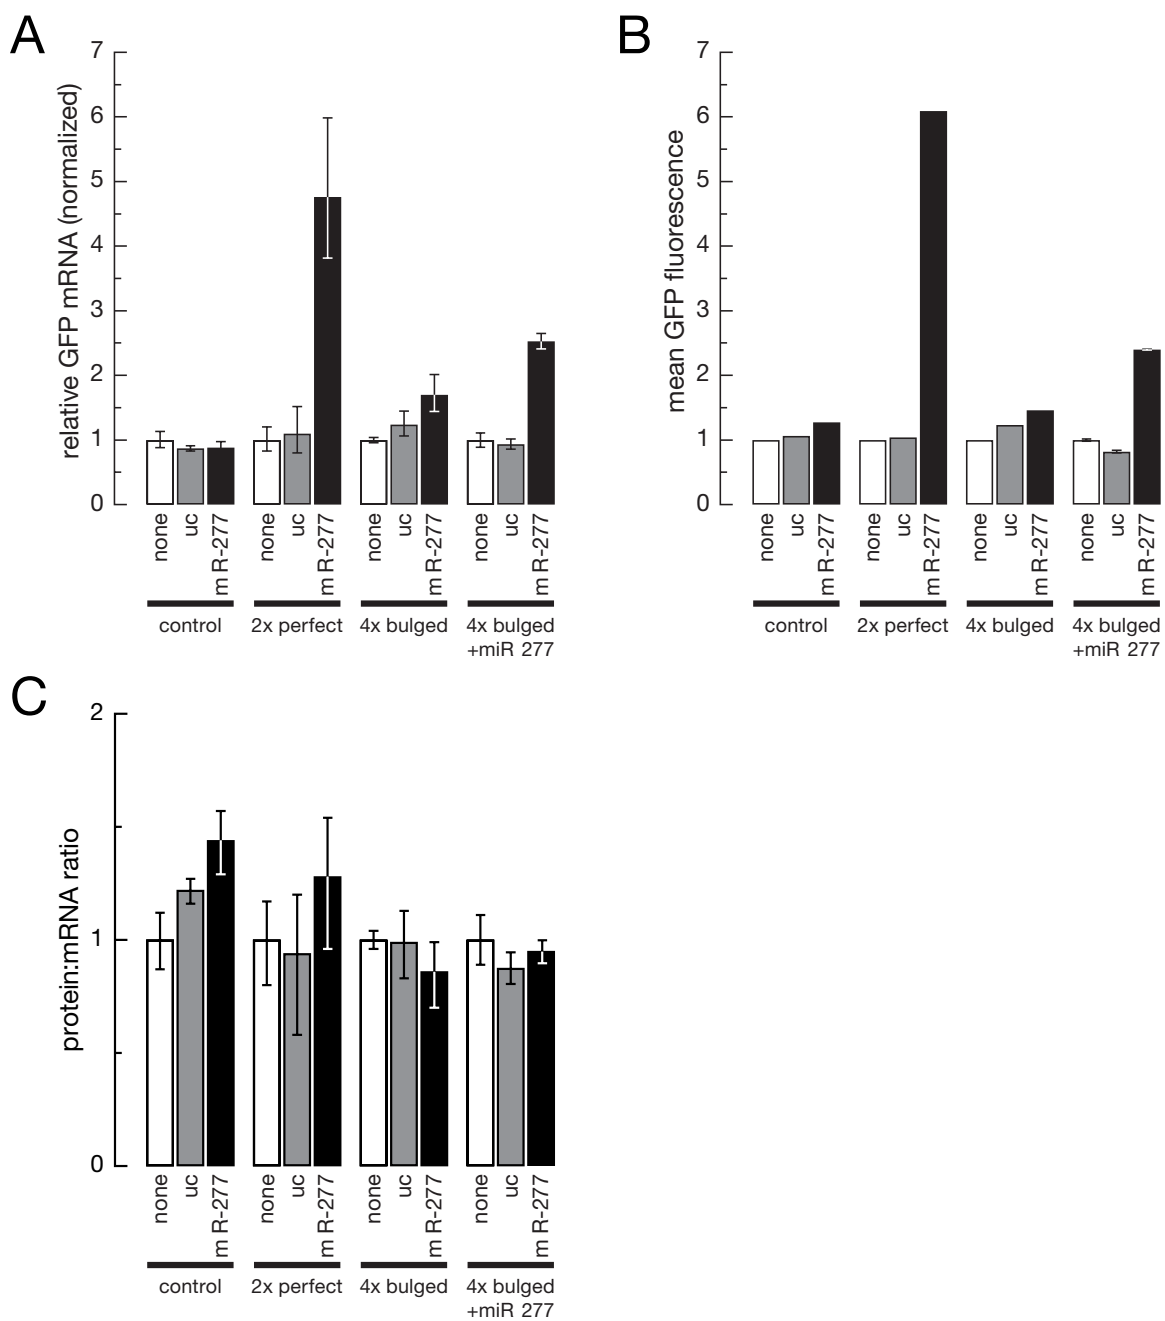 A
7
6
5
4
3
2
1
0
relative GFP mRNA (normalized)
none
uc
m R-277
none
uc
m R-277
none
uc
m R-277
none
uc
m R-277
control
2x perfect
4x bulged
4x bulged
+miR 277
B
7
6
5
4
3
2
1
0
mean GFP fluorescence
none
uc
m R-277
none
uc
m R-277
none
uc
m R-277
none
uc
m R-277
control
2x perfect
4x bulged
4x bulged
+miR 277
C
2
1
0
protein:mRNA ratio
none
uc
m R-277
none
uc
m R-277
none
uc
m R-277
none
uc
m R-277
control
2x perfect
4x bulged
4x bulged
+miR 277